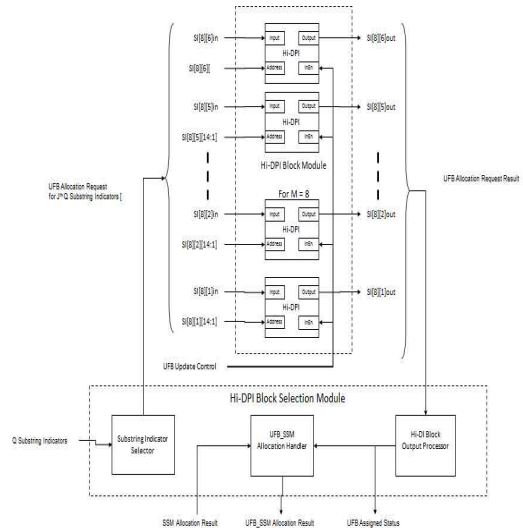 SI[8][6]in
Input
Output
SI[8][6]out
Hi-DPI
SI[8][6][
Address
InEn
SI[8][5]in
Input
Output
SI[8][5]out
Hi-DPI
SI[8][5][14:1]
Address
InEn
Hi-DPI Block Module
UFB Allocation Request
for J^Q Substring Indicators [
UFB Allocation Request Result
For M = 8
SI[8][2]in
Input
Output
SI[8][2]out
Hi-DPI
SI[8][2][14:1]
Address
InEn
SI[8][1]in
Input
Output
SI[8][1]out
Hi-DPI
SI[8][1][14:1]
Address
InEn
UFB Update Control
Hi-DPI Block Selection Module
Q Substring Indicators
Substring Indicator
Selector
UFB_SSM
Allocation Handler
Hi-DI Block
Output Processor
SSM Allocation Result
UFB_SSM Allocation Result
UFB Assigned Status